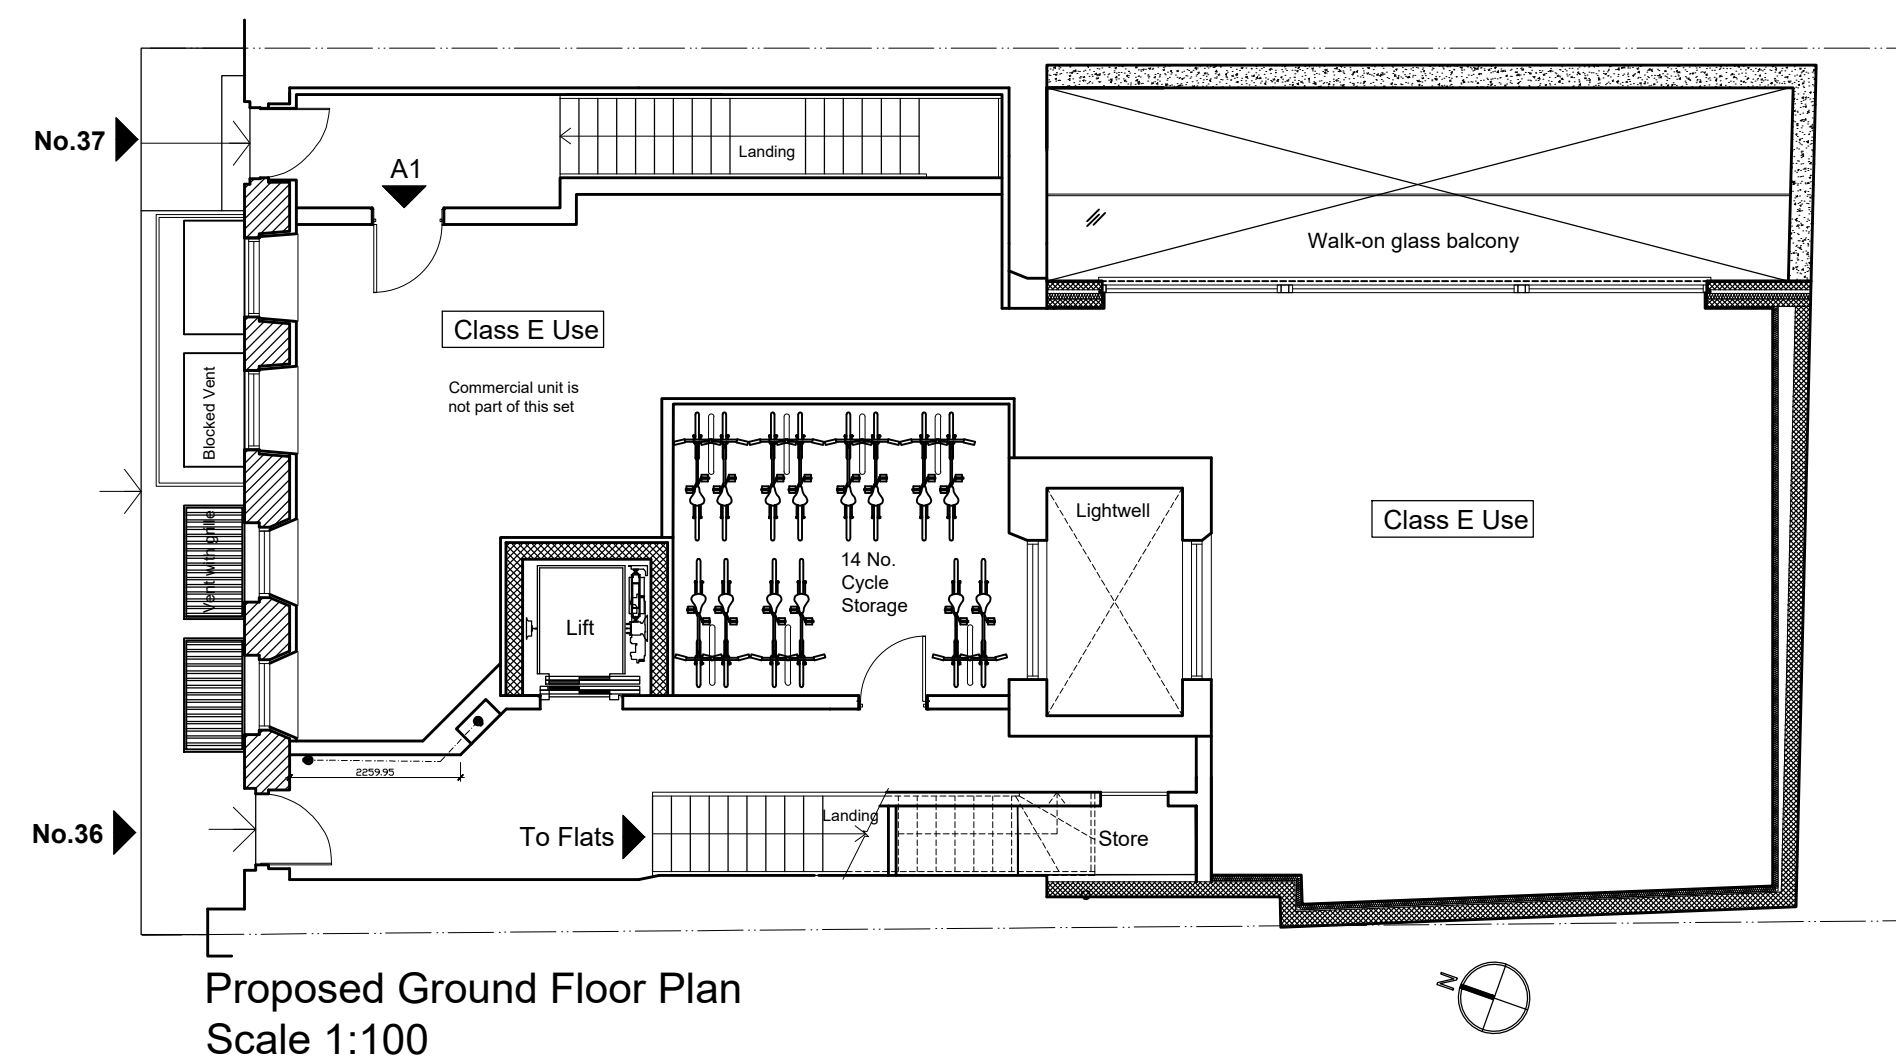 No.37
A1
Landing
Walk-on glass balcony
Class E Use
Commercial unit is
not part of this set
Blocked Vent
Vent with grille
Lightwell
Class E Use
14 No.
Cycle
Storage
Lift
2259.95
No.36
To Flats
Landing
Store
N
Proposed Ground Floor Plan
Scale 1:100